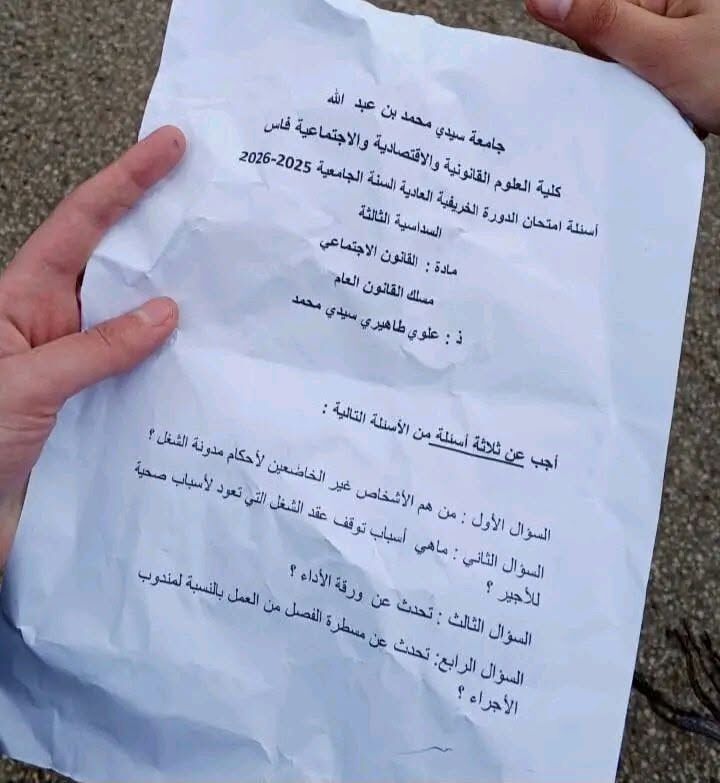 جامعة سيدي محمد بن عبد الله
كلية العلوم القانونية والاقتصادية والاجتماعية فاس
أسئلة امتحان الدورة الخريفية العادية السنة الجامعية 2025-2026
السداسية الثالثة
مادة : القانون الاجتماعي
مسلك القانون العام
ذ : علوي طاهيري سيدي محمد
أجب عن ثلاثة أسئلة من الأسئلة التالية :
السؤال الأول : من هم الأشخاص غير الخاضعين لأحكام مدونة الشغل ؟
السؤال الثاني : ماهي أسباب توقف عقد الشغل التي تعود لأسباب صحية
للأجير ؟
السؤال الثالث : تحدث عن ورقة الأداء ؟
السؤال الرابع: تحدث عن مسطرة الفصل من العمل بالنسبة لمندوب
الأجراء ؟